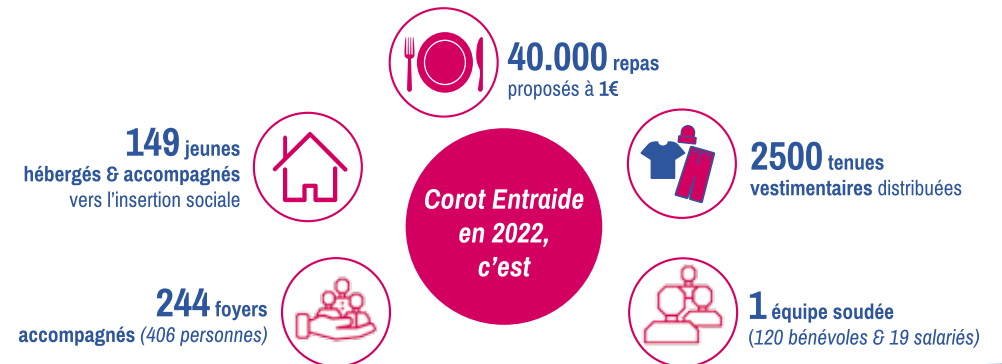 40.000 repas
proposés à 1€
149 jeunes
hébergés & accompagnés
vers l'insertion sociale
2500 tenues
vestimentaires distribuées
Corot Entraide
en 2022,
c'est
244 foyers
accompagnés (406 personnes)
1 équipe soudée
(120 bénévoles & 19 salariés)